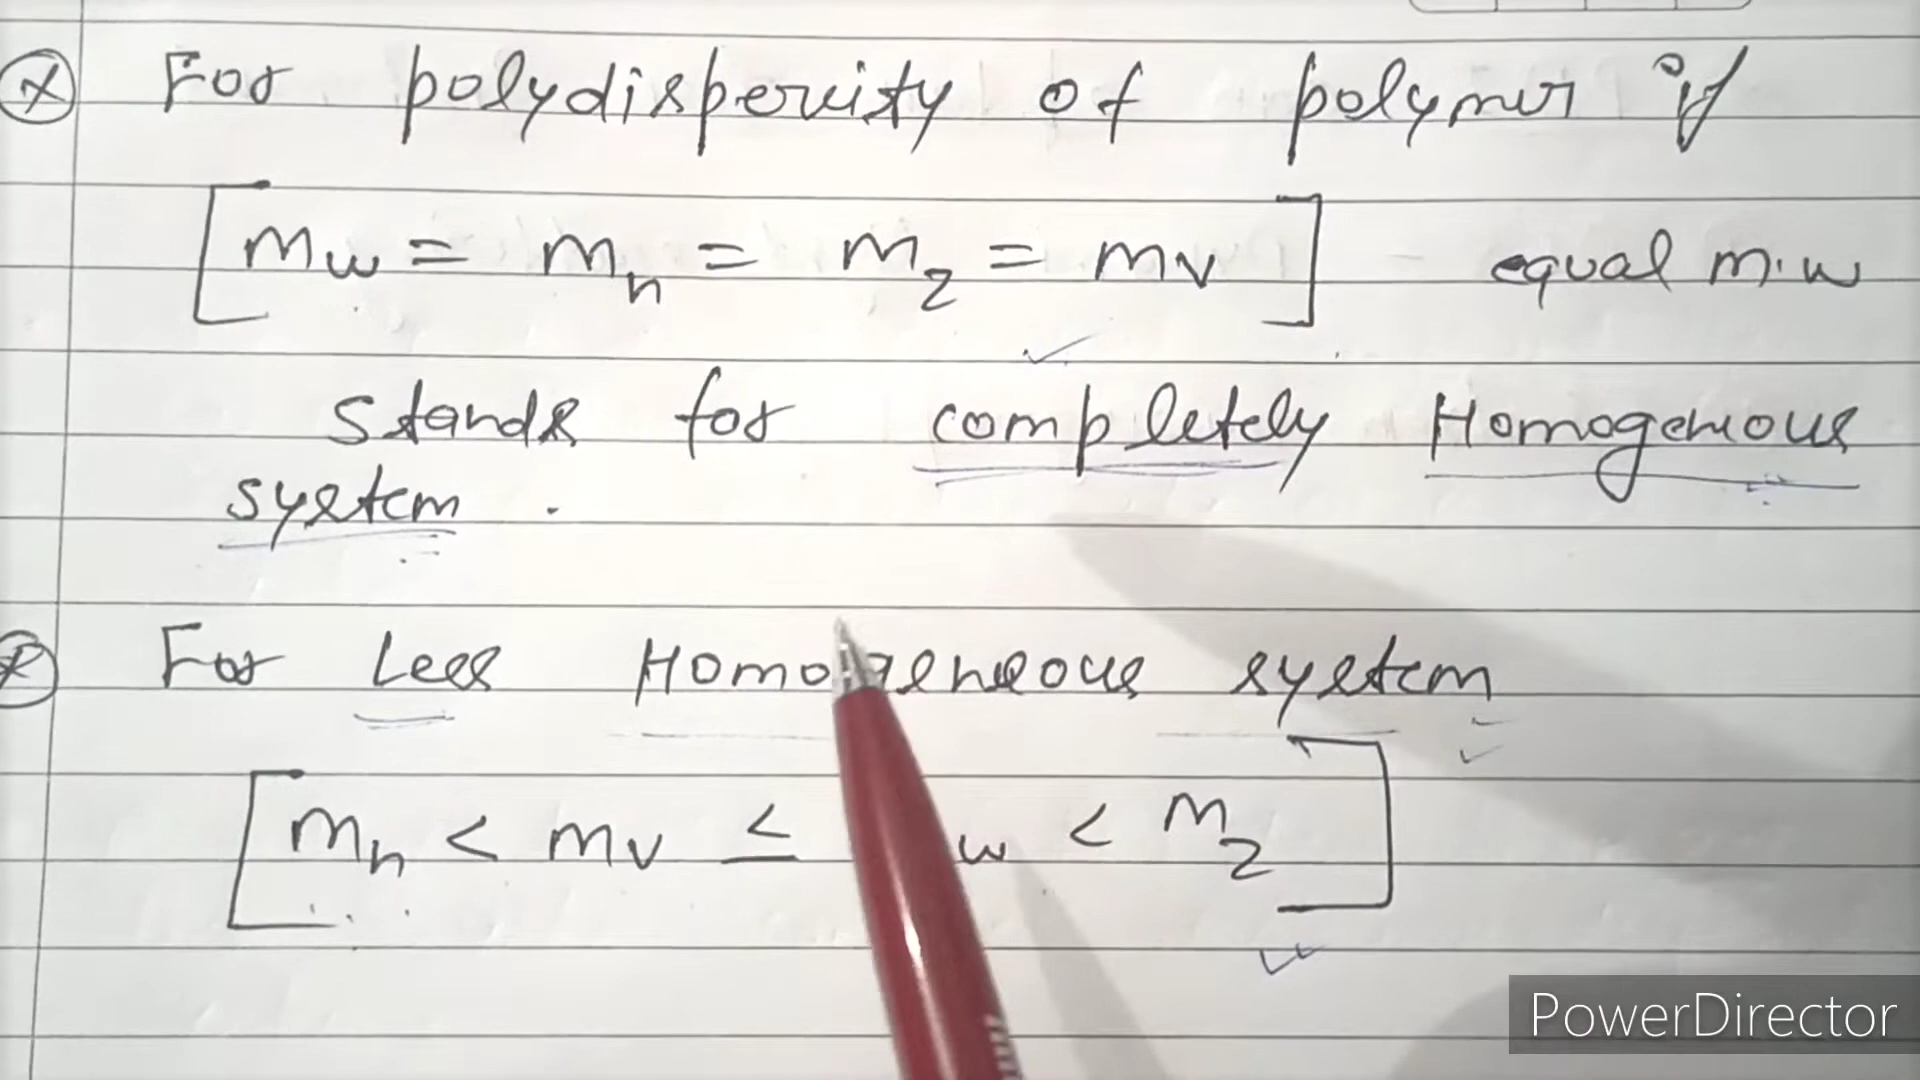 For polydispersity of polymer if
[Mw = Mn = Mz = Mv] - equal m.w
stands for completely Homogenious
system.
For Less Homogeneous system
[Mn < Mv ≤ w < Mz]
PowerDirector